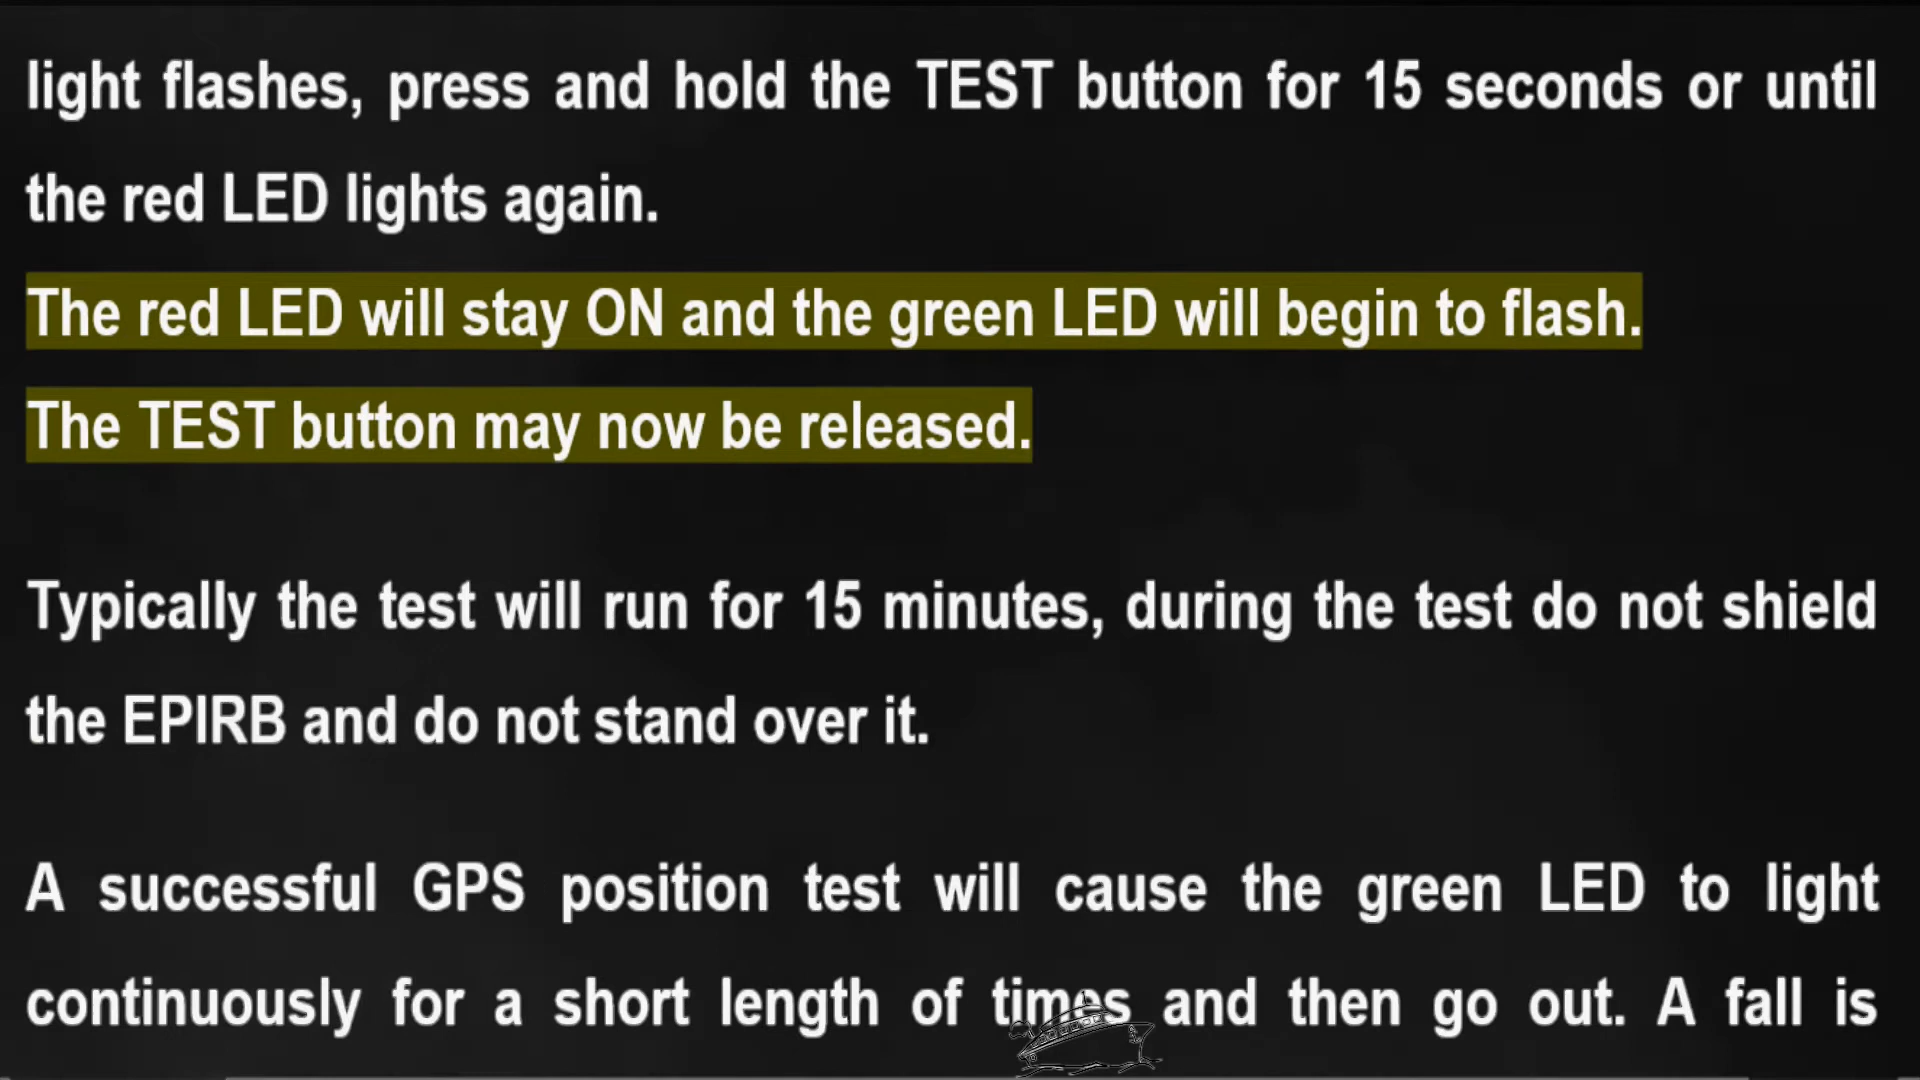 light flashes, press and hold the TEST button for 15 seconds or until
the red LED lights again.
The red LED will stay ON and the green LED will begin to flash.
The TEST button may now be released.
Typically the test will run for 15 minutes, during the test do not shield
the EPIRB and do not stand over it.
A successful GPS position test will cause the green LED to light
continuously for a short length of times and then go out. A fall is